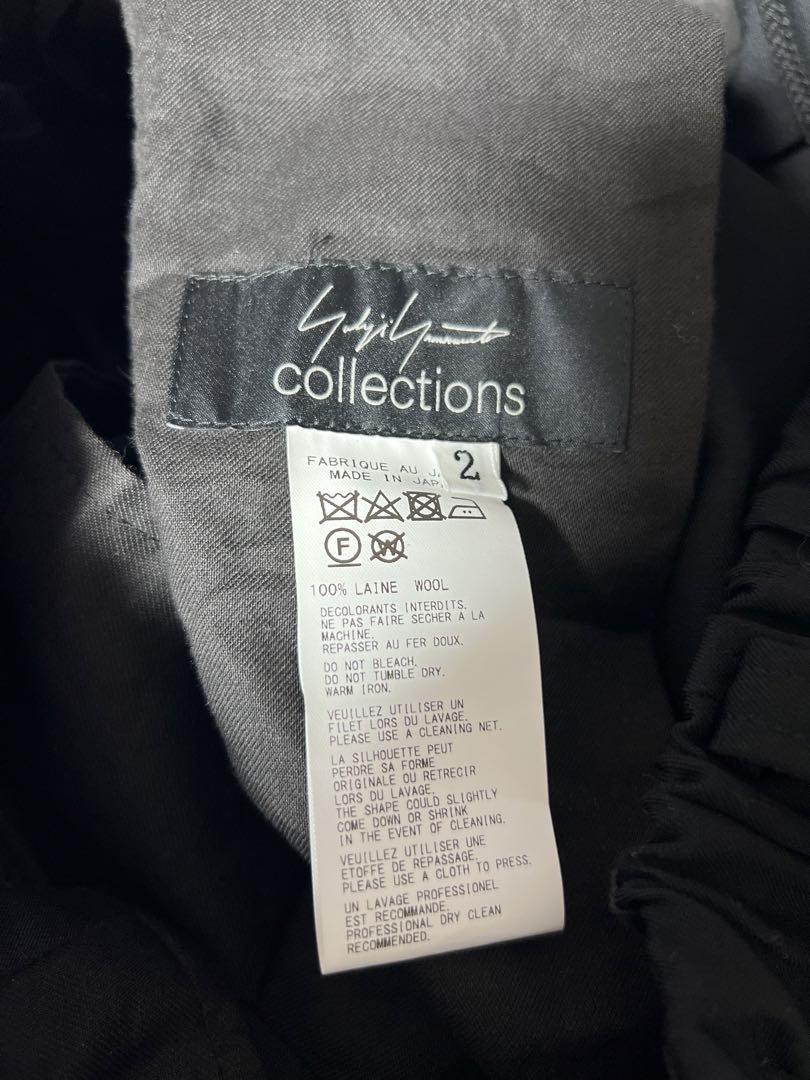 Yohji Yamamoto
collections
2
FABRIQUE AU
MADE IN
F
W
100% LAINE WOOL
DECOLORANTS INTERDITS.
NE PAS FAIRE SECHER A LA
MACHINE.
REPASSER AU FER DOUX.
DO NOT BLEACH.
DO NOT TUMBLE DRY.
WARM IRON.
VEUILLEZ UTILISER UN
FILET LORS DU LAVAGE.
PLEASE USE A CLEANING NET.
LA SILHOUETTE PEUT
PERDRE SA FORME
ORIGINALE OU RETRECIR
LORS DU LAVAGE.
THE SHAPE COULD SLIGHTLY
COME DOWN OR SHRINK
IN THE EVENT OF CLEANING.
VEUILLEZ UTILISER UNE
ETOFFE DE REPASSAGE.
PLEASE USE A CLOTH TO PRESS.
UN LAVAGE PROFESSIONEL
EST RECOMMANDE.
PROFESSIONAL DRY CLEAN
RECOMMENDED.